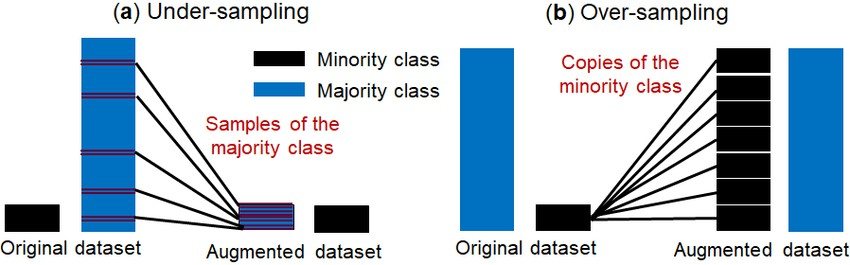 (a) Under-sampling
Minority class
Majority class
Samples of the
majority class
Original dataset
Augmented dataset
(b) Over-sampling
Copies of the
minority class
Original dataset
Augmented dataset